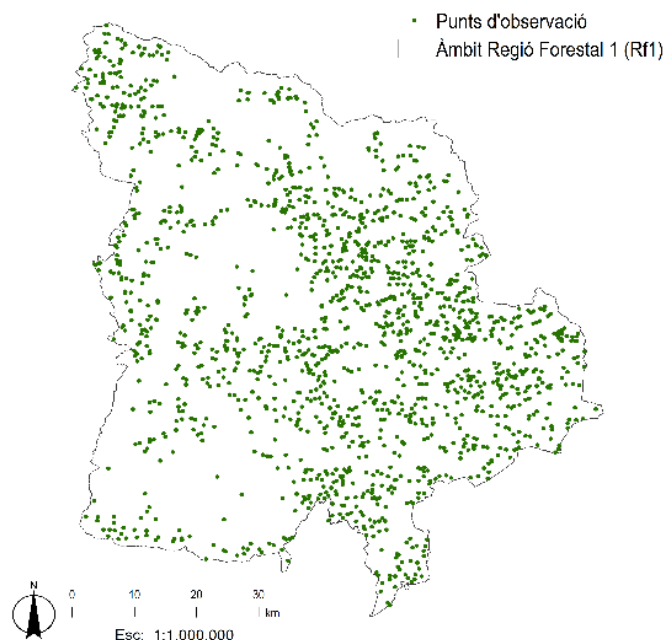 Punts d'observació
Àmbit Regió Forestal 1 (Rf1)
N
0 10 20 30
km
Esc: 1:1.000.000